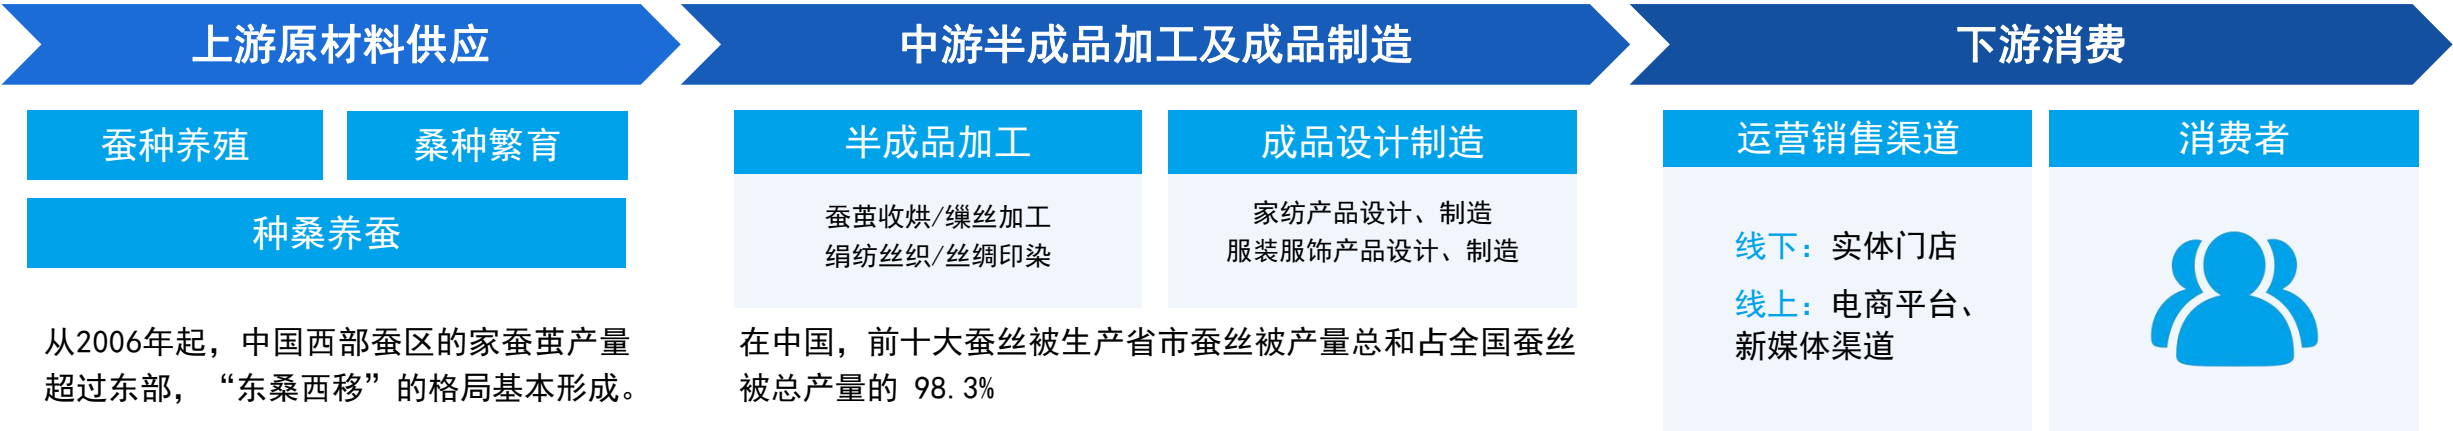 上游原材料供应
中游半成品加工及成品制造
下游消费
蚕种养殖
桑种繁育
种桑养蚕
从2006年起，中国西部蚕区的家蚕茧产量
超过东部，“东桑西移”的格局基本形成。
半成品加工
蚕茧收烘/缫丝加工
绢纺丝织/丝绸印染
成品设计制造
家纺产品设计、制造
服装服饰产品设计、制造
在中国，前十大蚕丝被生产省市蚕丝被产量总和占全国蚕丝
被总产量的 98.3%
运营销售渠道
线下：实体门店
线上：电商平台、
新媒体渠道
消费者